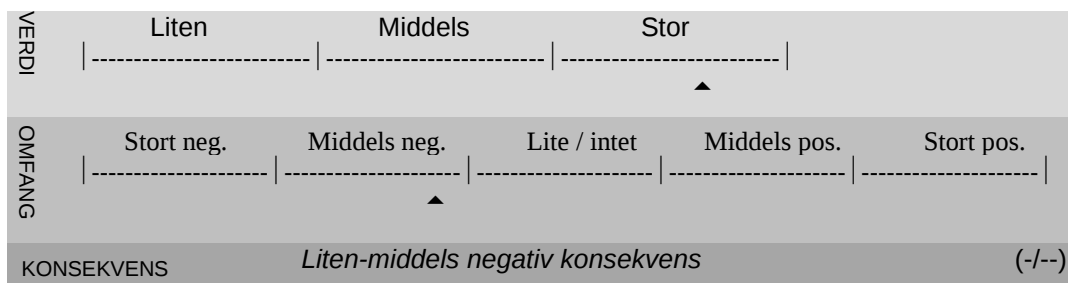 VERDI
Liten Middels Stor
|--------------------------|--------------------------|--------------------------|
OMFANG
Stort neg. Middels neg. Lite / intet Middels pos. Stort pos.
|---------------------|---------------------|---------------------|---------------------|---------------------|
KONSEKVENS Liten-middels negativ konsekvens (-/--)